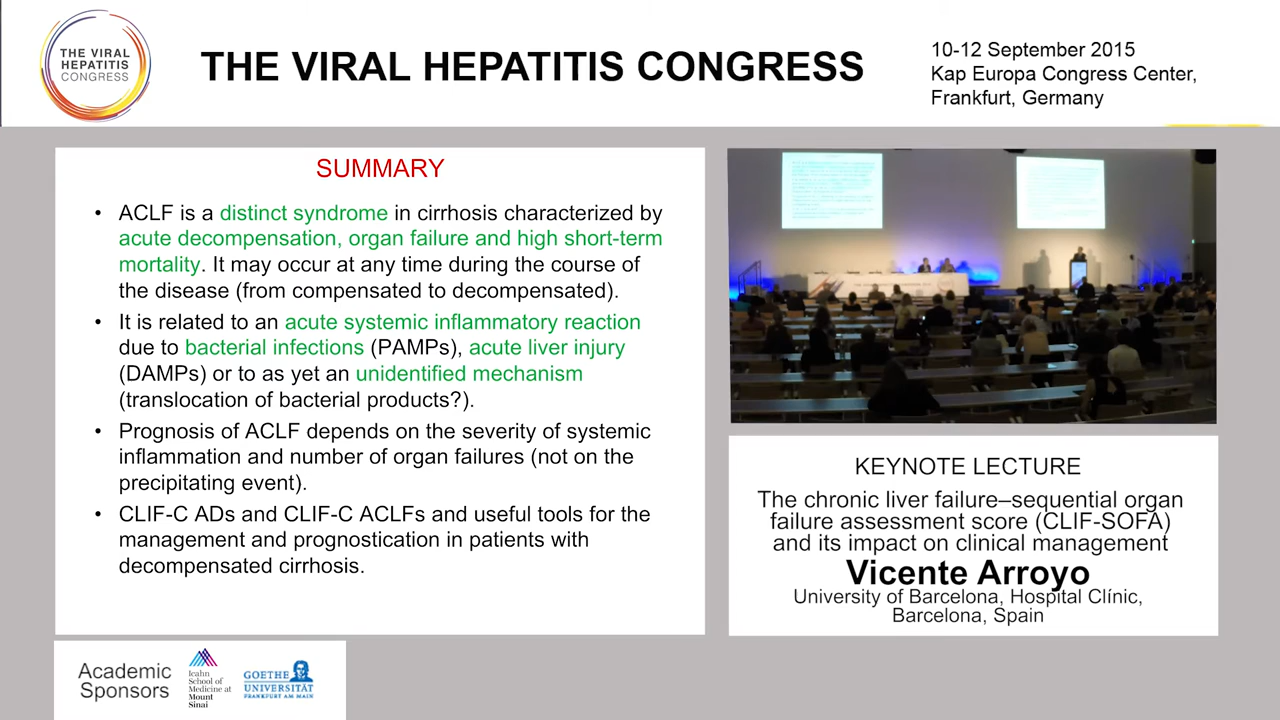 THE VIRAL
HEPATITIS
CONGRESS
THE VIRAL HEPATITIS CONGRESS
10-12 September 2015
Kap Europa Congress Center,
Frankfurt, Germany
SUMMARY
• ACLF is a distinct syndrome in cirrhosis characterized by
acute decompensation, organ failure and high short-term
mortality. It may occur at any time during the course of
the disease (from compensated to decompensated).
• It is related to an acute systemic inflammatory reaction
due to bacterial infections (PAMPs), acute liver injury
(DAMPs) or to as yet an unidentified mechanism
(translocation of bacterial products?).
• Prognosis of ACLF depends on the severity of systemic
inflammation and number of organ failures (not on the
precipitating event).
• CLIF-C ADs and CLIF-C ACLFs and useful tools for the
management and prognostication in patients with
decompensated cirrhosis.
KEYNOTE LECTURE
The chronic liver failure–sequential organ
failure assessment score (CLIF-SOFA)
and its impact on clinical management
Vicente Arroyo
University of Barcelona, Hospital Clínic,
Barcelona, Spain
Academic
Sponsors
Icahn
School of
Medicine at
Mount
Sinai
GOETHE
UNIVERSITÄT
FRANKFURT AM MAIN